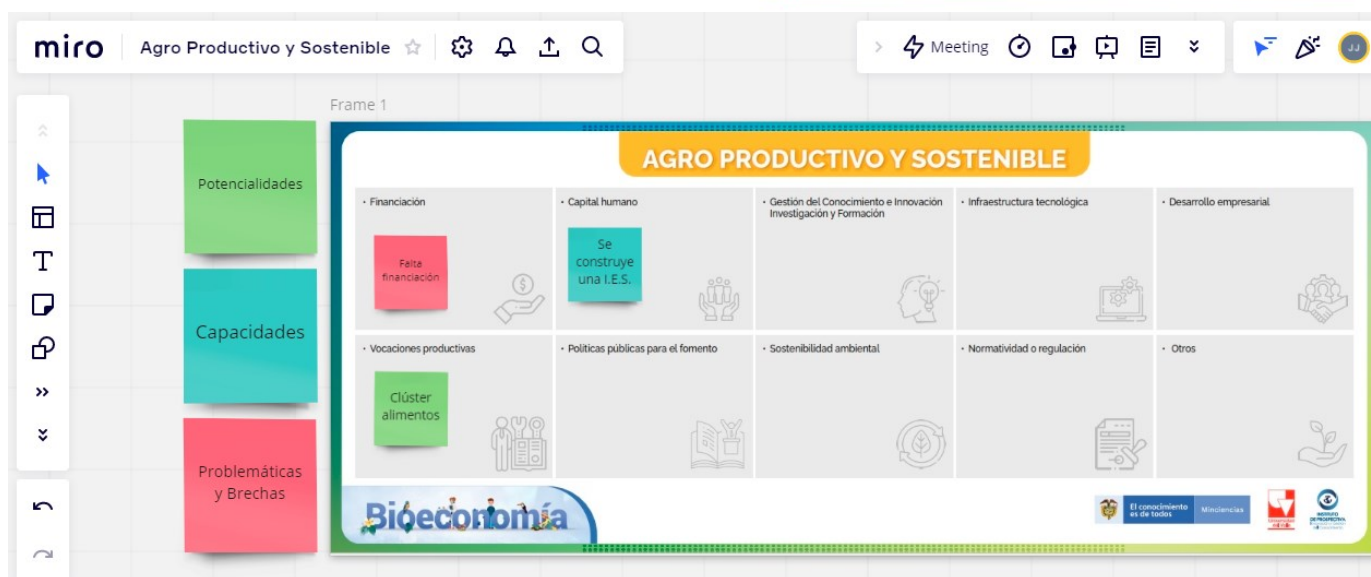 miro
Agro Productivo y Sostenible
Meeting
JJ
Frame 1
Potencialidades
Capacidades
Problemáticas
y Brechas
AGRO PRODUCTIVO Y SOSTENIBLE
· Financiación
Falta
financiación
· Capital humano
Se
construye
una I.E.S.
· Gestión del Conocimiento e Innovación
Investigación y Formación
· Infraestructura tecnológica
· Desarrollo empresarial
· Vocaciones productivas
Clúster
alimentos
· Políticas públicas para el fomento
· Sostenibilidad ambiental
· Normatividad o regulación
· Otros
Bioeconomía
El conocimiento
es de todos
Minciencias